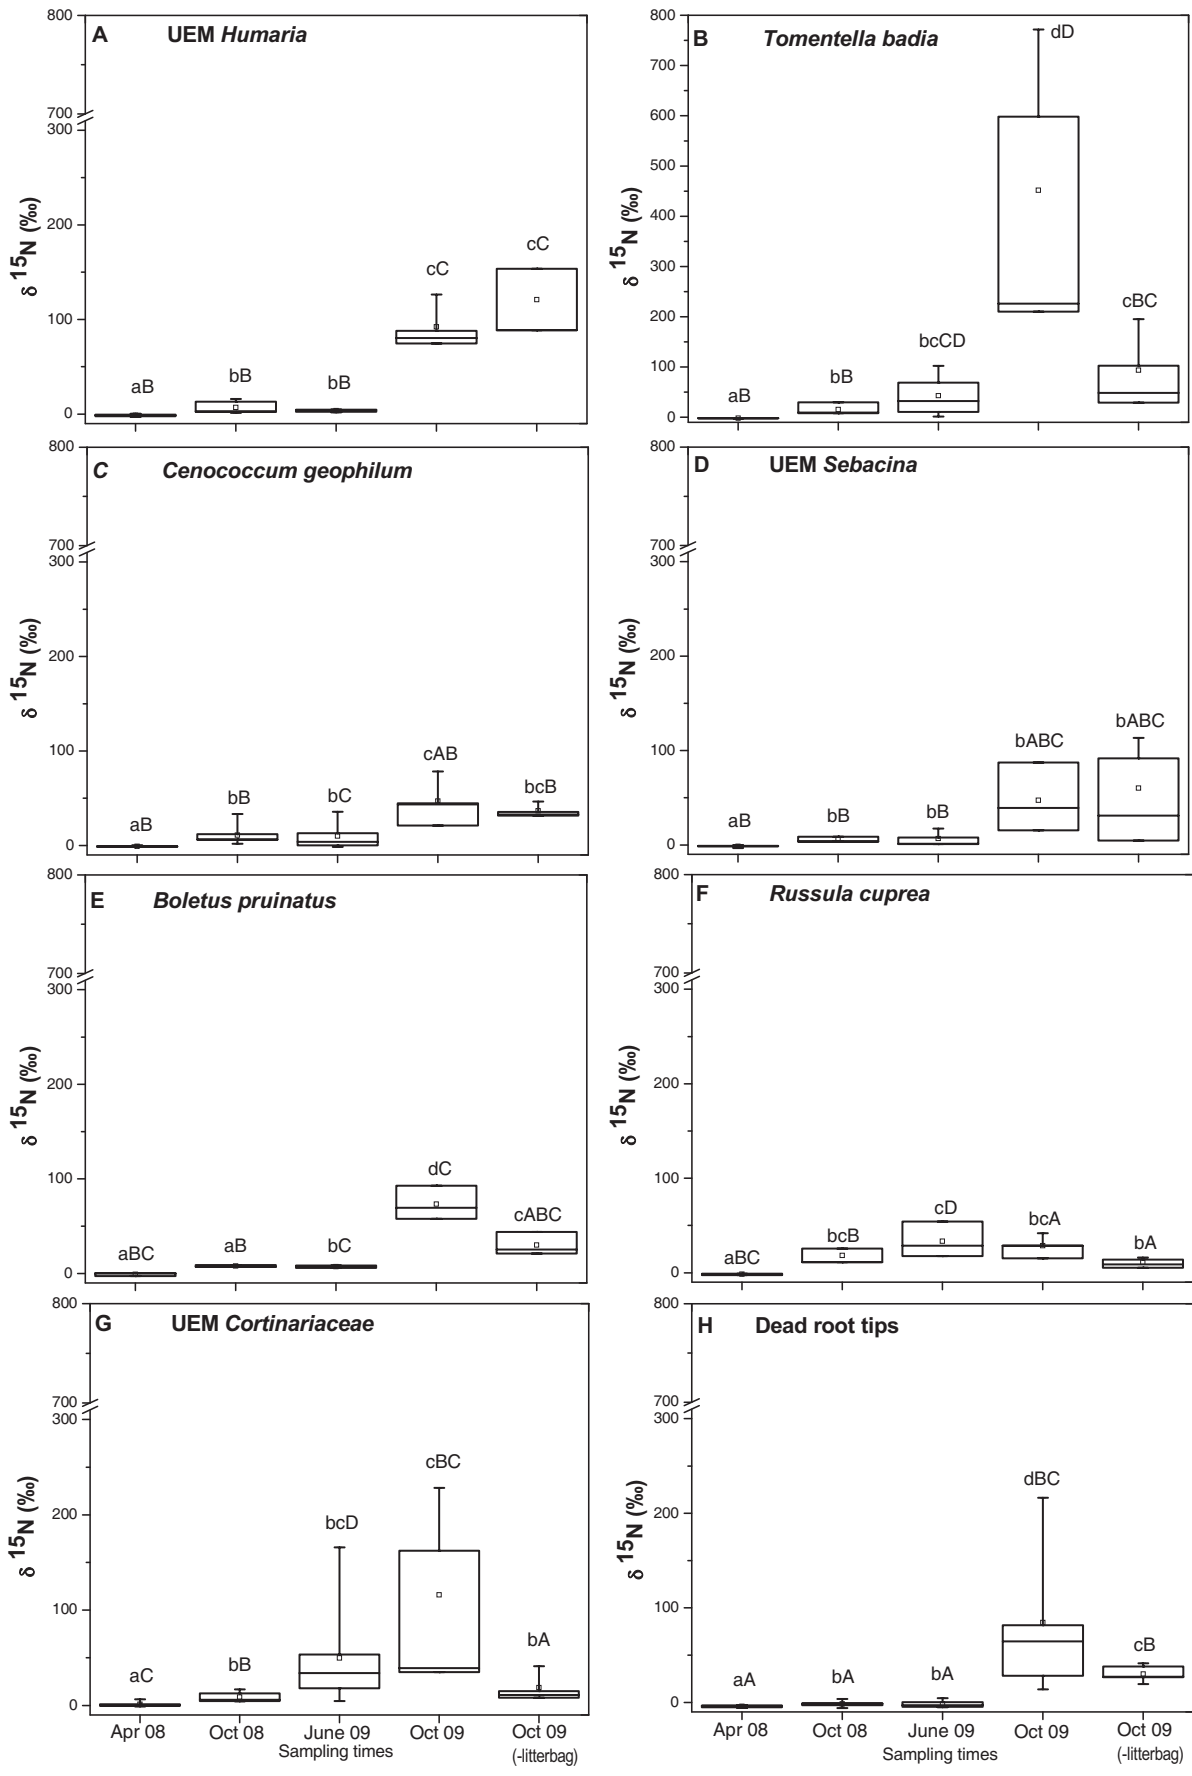 A UEM Humaria
800
700
300
200
100
0
δ 15N (‰)
aB
bB
bB
cC
cC
B Tomentella badia
800
700
600
500
400
300
200
100
0
δ 15N (‰)
aB
bB
bcCD
dD
cBC
C Cenococcum geophilum
800
700
300
200
100
0
δ 15N (‰)
aB
bB
bC
cAB
bcB
D UEM Sebacina
800
700
300
200
100
0
δ 15N (‰)
aB
bB
bB
bABC
bABC
E Boletus pruinatus
800
700
300
200
100
0
δ 15N (‰)
aBC
aB
bC
dC
cABC
F Russula cuprea
800
700
300
200
100
0
δ 15N (‰)
aBC
bcB
cD
bcA
bA
G UEM Cortinariaceae
800
700
300
200
100
0
δ 15N (‰)
aC
bB
bcD
cBC
bA
Apr 08 Oct 08 June 09 Oct 09 Oct 09
Sampling times (-litterbag)
H Dead root tips
800
700
300
200
100
0
δ 15N (‰)
aA
bA
bA
dBC
cB
Apr 08 Oct 08 June 09 Oct 09 Oct 09
Sampling times (-litterbag)